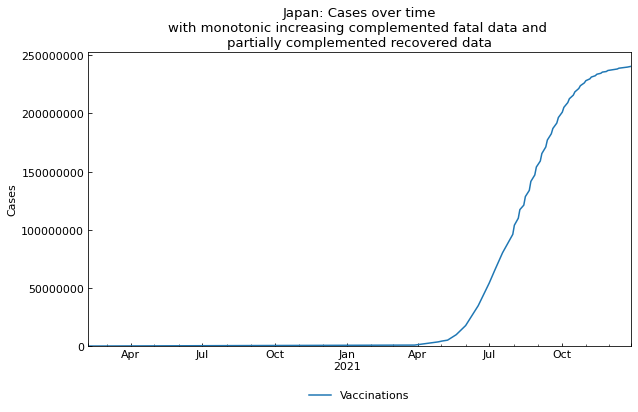 Japan: Cases over time
with monotonic increasing complemented fatal data and
partially complemented recovered data
250000000
200000000
150000000
100000000
50000000
0
Cases
Apr Jul Oct Jan Apr Jul Oct
2021
Vaccinations